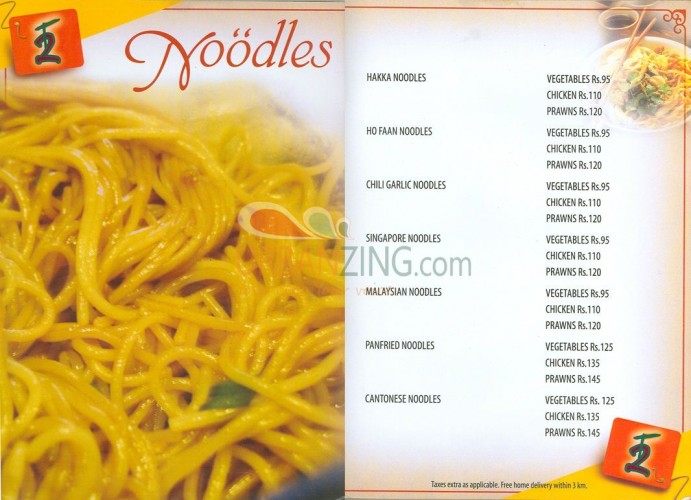 Noödles
HAKKA NOODLES
VEGETABLES Rs.95
CHICKEN Rs.110
PRAWNS Rs.120
HO FAAN NOODLES
VEGETABLES Rs.95
CHICKEN Rs.110
PRAWNS Rs.120
CHILI GARLIC NOODLES
VEGETABLES Rs.95
CHICKEN Rs.110
PRAWNS Rs.120
SINGAPORE NOODLES
VEGETABLES Rs.95
CHICKEN Rs.110
PRAWNS Rs.120
ZING.com
MALAYSIAN NOODLES
VEGETABLES Rs.95
CHICKEN Rs.110
PRAWNS Rs.120
PANFRIED NOODLES
VEGETABLES Rs.125
CHICKEN Rs.135
PRAWNS Rs.145
CANTONESE NOODLES
VEGETABLES Rs. 125
CHICKEN Rs.135
PRAWNS Rs.145
Taxes extra as applicable. Free home delivery within 3 km.